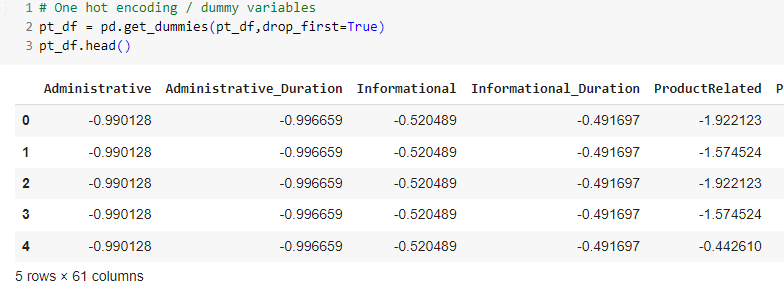 1 # One hot encoding / dummy variables
2 pt_df = pd.get_dummies(pt_df,drop_first=True)
3 pt_df.head()
Administrative Administrative_Duration Informational Informational_Duration ProductRelated P
0 -0.990128 -0.996659 -0.520489 -0.491697 -1.922123
1 -0.990128 -0.996659 -0.520489 -0.491697 -1.574524
2 -0.990128 -0.996659 -0.520489 -0.491697 -1.922123
3 -0.990128 -0.996659 -0.520489 -0.491697 -1.574524
4 -0.990128 -0.996659 -0.520489 -0.491697 -0.442610
5 rows × 61 columns